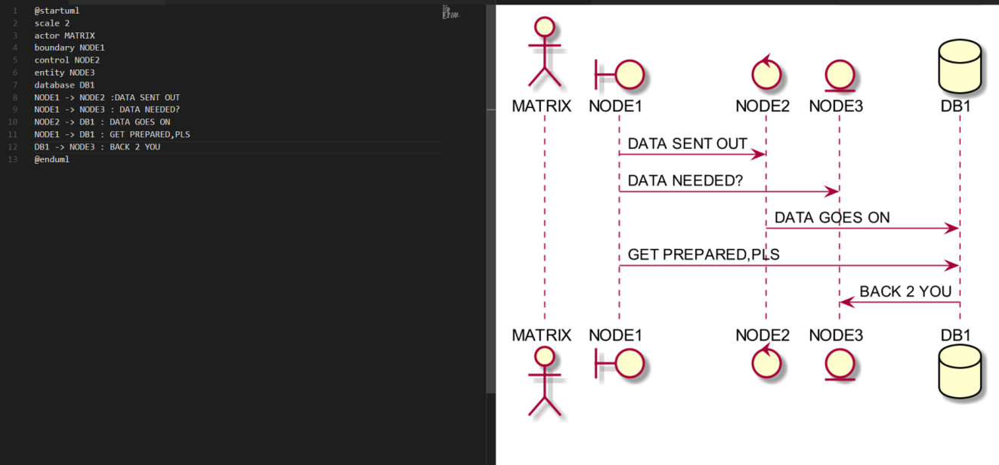 1 @startuml
2 scale 2
3 actor MATRIX
4 boundary NODE1
5 control NODE2
6 entity NODE3
7 database DB1
8 NODE1 -> NODE2 :DATA SENT OUT
9 NODE1 -> NODE3 : DATA NEEDED?
10 NODE2 -> DB1 : DATA GOES ON
11 NODE1 -> DB1 : GET PREPARED,PLS
12 DB1 -> NODE3 : BACK 2 YOU
13 @enduml
MATRIX NODE1 NODE2 NODE3 DB1
DATA SENT OUT
DATA NEEDED?
DATA GOES ON
GET PREPARED,PLS
BACK 2 YOU
MATRIX NODE1 NODE2 NODE3 DB1